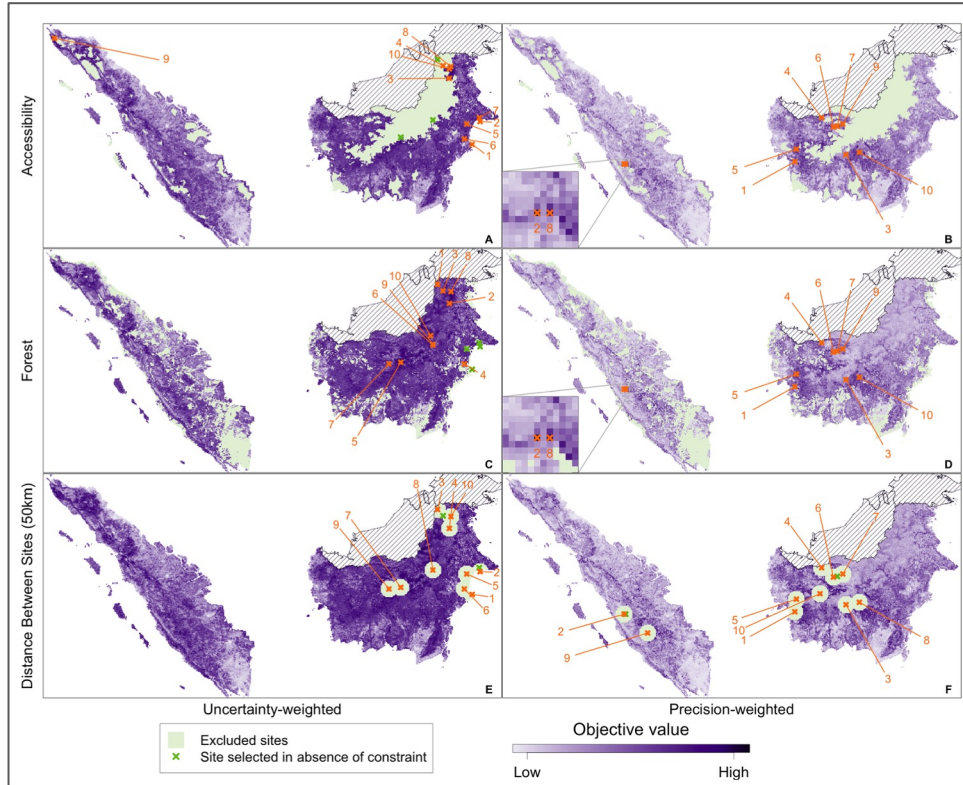 Accessibility
9
8
4
10
3
7
2
5
6
1
A
4
6
7
9
5
1
10
3
2 8
B
Forest
1 3 8
10
9
6
2
4
7
5
C
4
6
7
9
5
1
10
3
2 8
D
Distance Between Sites (50km)
3 4 10
8
7
9
2
5
1
6
E
6
4
7
5
10
1
2
9
8
3
F
Uncertainty-weighted
Precision-weighted
Excluded sites
Site selected in absence of constraint
Objective value
Low
High